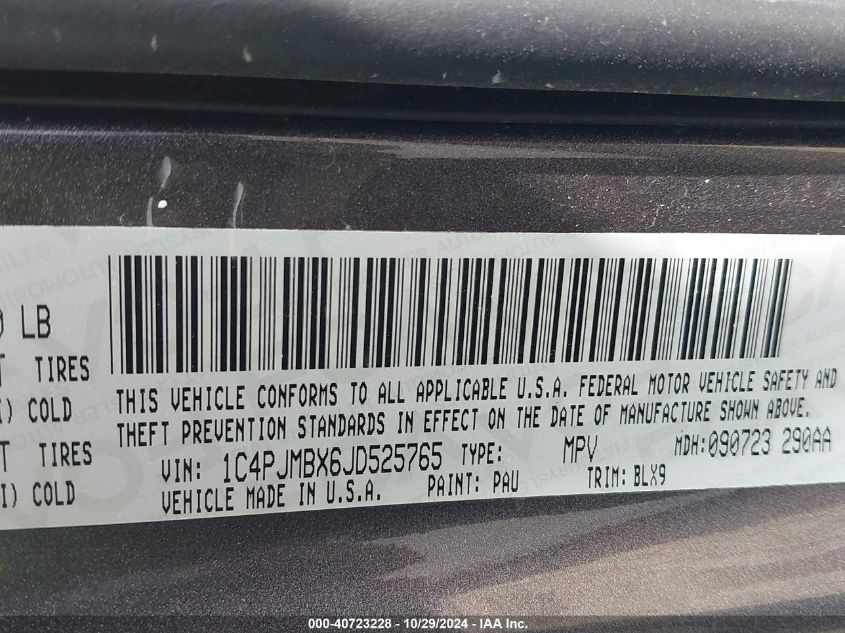 ) LB
T TIRES
I) COLD
T TIRES
I) COLD
THIS VEHICLE CONFORMS TO ALL APPLICABLE U.S.A. FEDERAL MOTOR VEHICLE SAFETY AND
THEFT PREVENTION STANDARDS IN EFFECT ON THE DATE OF MANUFACTURE SHOWN ABOVE.
VIN: 1C4PJMBX6JD525765 TYPE: MPV MDH:090723 290AA
VEHICLE MADE IN U.S.A. PAINT: PAU TRIM: BLX9
000-40723228 - 10/29/2024 - IAA Inc.